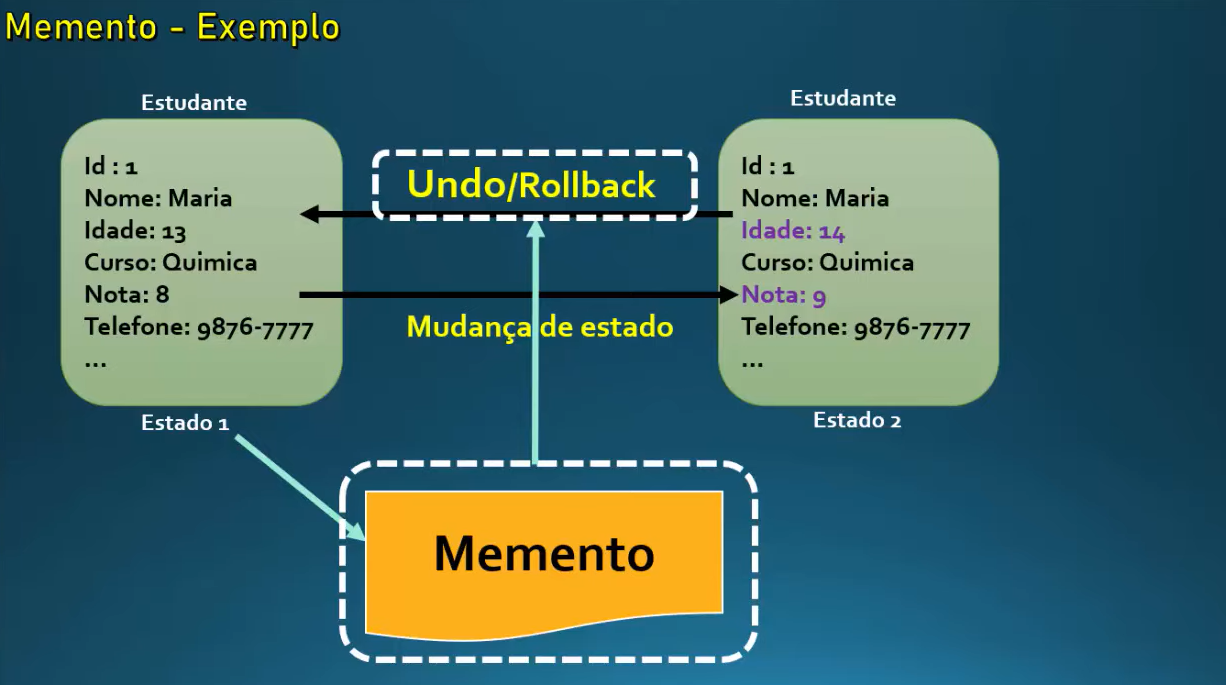 Memento - Exemplo
Estudante
Id : 1
Nome: Maria
Idade: 13
Curso: Quimica
Nota: 8
Telefone: 9876-7777
...
Estado 1
Undo/Rollback
Mudança de estado
Estudante
Id : 1
Nome: Maria
Idade: 14
Curso: Quimica
Nota: 9
Telefone: 9876-7777
...
Estado 2
Memento